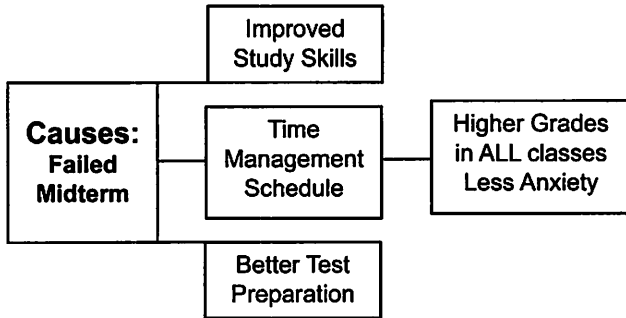 Improved
Study Skills
Causes:
Failed
Midterm
Time
Management
Schedule
Higher Grades
in ALL classes
Less Anxiety
Better Test
Preparation